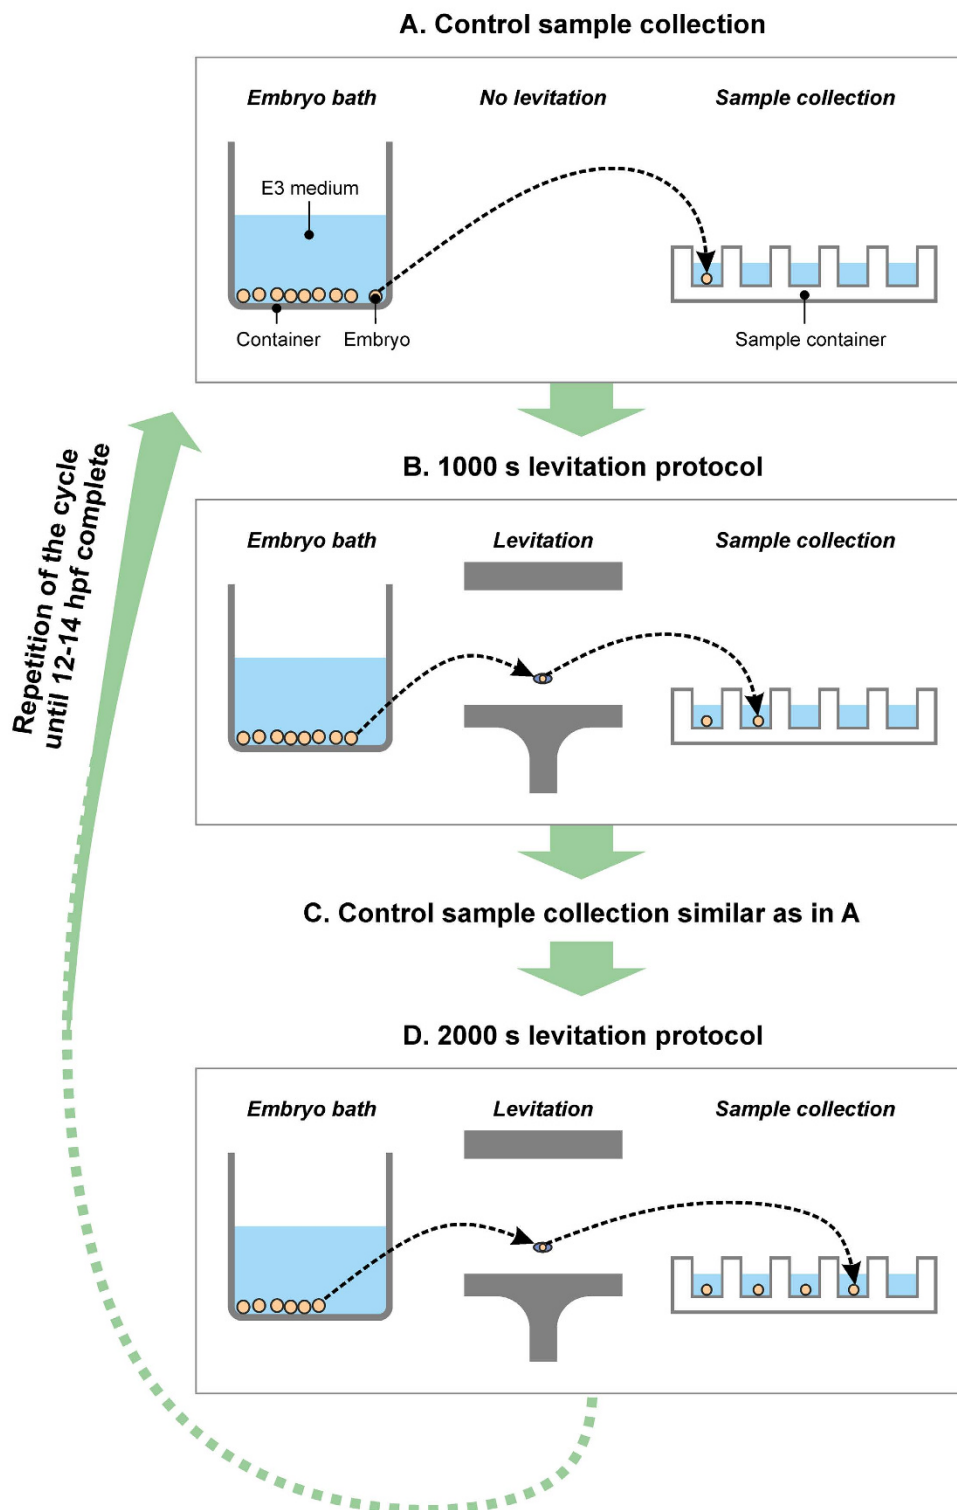 A. Control sample collection
Embryo bath
No levitation
Sample collection
E3 medium
Container
Embryo
Sample container
B. 1000 s levitation protocol
Embryo bath
Levitation
Sample collection
Repetition of the cycle
until 12-14 hpf complete
C. Control sample collection similar as in A
D. 2000 s levitation protocol
Embryo bath
Levitation
Sample collection